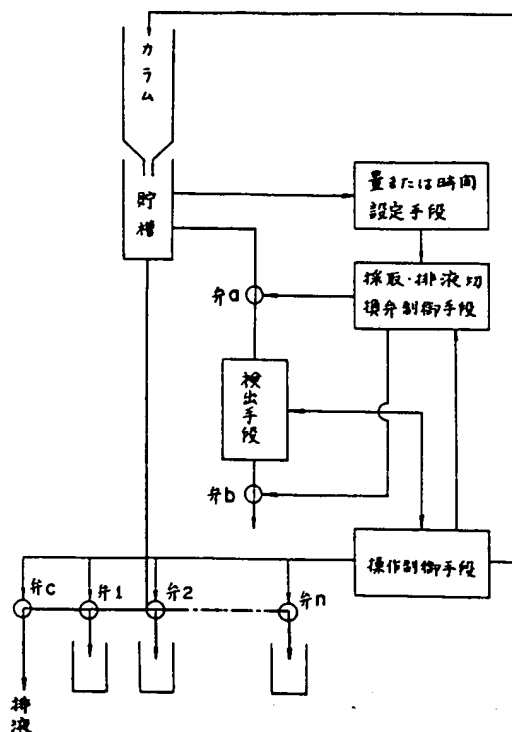 カラム
貯槽
量または時間
設定手段
採取・排液切
換弁制御手段
弁a
検出手段
弁b
操作制御手段
弁c
弁1
弁2
弁n
排液